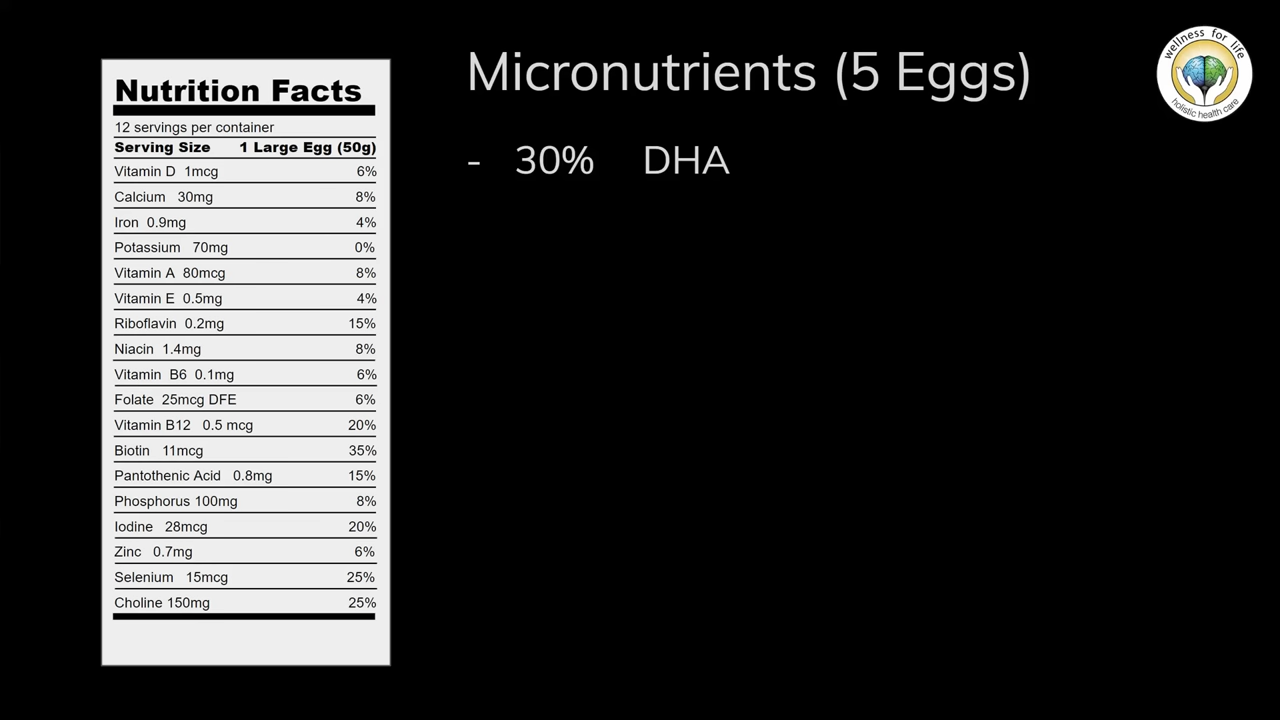 Nutrition Facts
12 servings per container
Serving Size 1 Large Egg (50g)
Vitamin D 1mcg 6%
Calcium 30mg 8%
Iron 0.9mg 4%
Potassium 70mg 0%
Vitamin A 80mcg 8%
Vitamin E 0.5mg 4%
Riboflavin 0.2mg 15%
Niacin 1.4mg 8%
Vitamin B6 0.1mg 6%
Folate 25mcg DFE 6%
Vitamin B12 0.5 mcg 20%
Biotin 11mcg 35%
Pantothenic Acid 0.8mg 15%
Phosphorus 100mg 8%
Iodine 28mcg 20%
Zinc 0.7mg 6%
Selenium 15mcg 25%
Choline 150mg 25%
Micronutrients (5 Eggs)
- 30% DHA
wellness for life
holistic health care